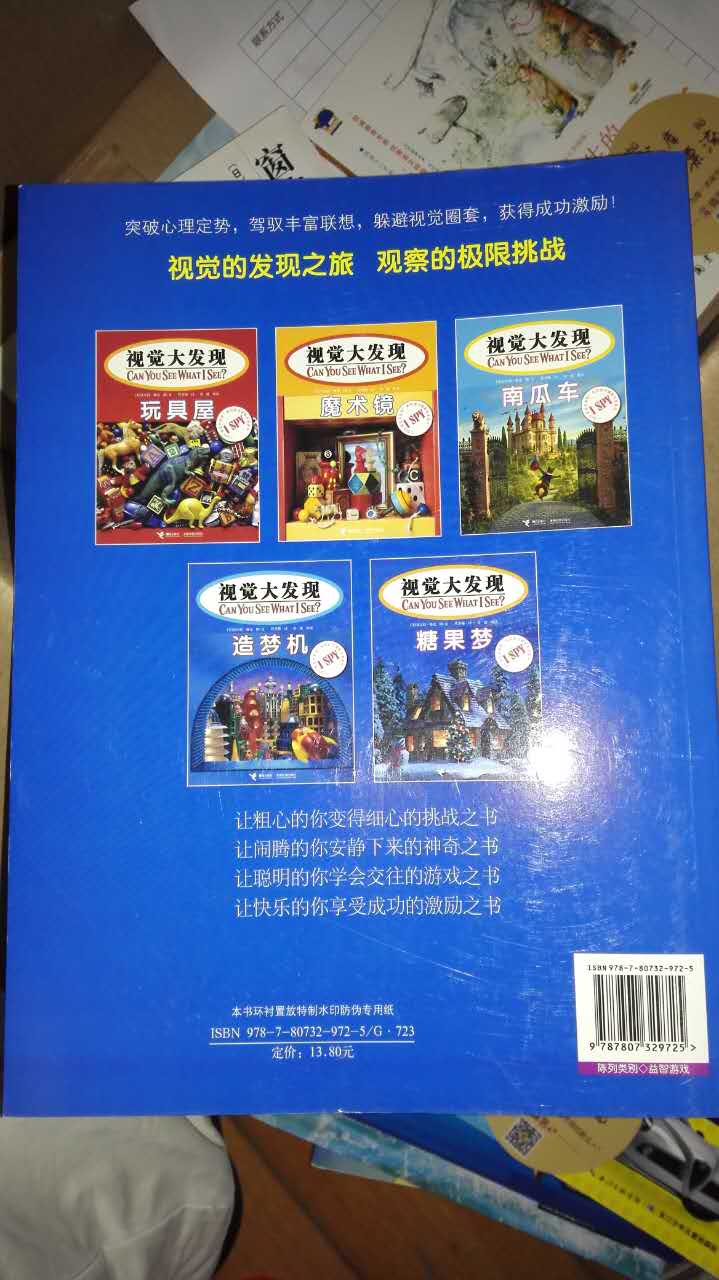 联系方式
窗
突破心理定势，驾驭丰富联想，躲避视觉圈套，获得成功激励！
视觉的发现之旅 观察的极限挑战
视觉大发现
CAN YOU SEE WHAT I SEE?
玩具屋
I SPY
视觉大发现
CAN YOU SEE WHAT I SEE?
魔术镜
I SPY
视觉大发现
CAN YOU SEE WHAT I SEE?
南瓜车
I SPY
视觉大发现
CAN YOU SEE WHAT I SEE?
造梦机
I SPY
视觉大发现
CAN YOU SEE WHAT I SEE?
糖果梦
I SPY
让粗心的你变得细心的挑战之书
让闹腾的你安静下来的神奇之书
让聪明的你学会交往的游戏之书
让快乐的你享受成功的激励之书
本书环衬置放特制水印防伪专用纸
ISBN 978-7-80732-972-5/G·723
定价：13.80元
ISBN 978-7-80732-972-5
9 787807 329725 >
陈列类别◇益智游戏